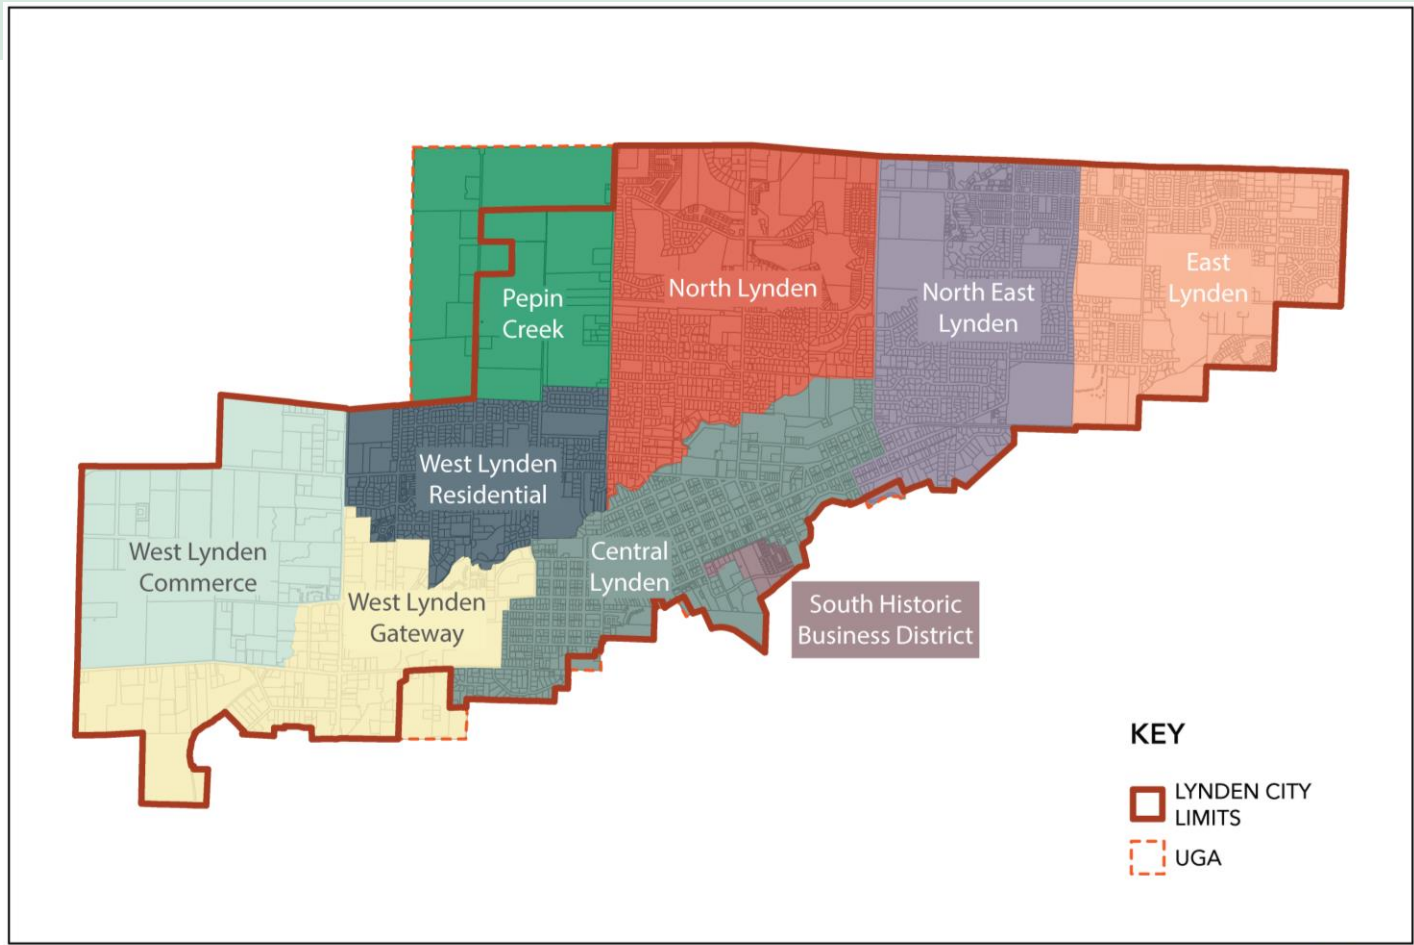 Pepin
Creek
North Lynden
North East
Lynden
East
Lynden
West Lynden
Residential
West Lynden
Commerce
West Lynden
Gateway
Central
Lynden
South Historic
Business District
KEY
LYNDEN CITY
LIMITS
UGA